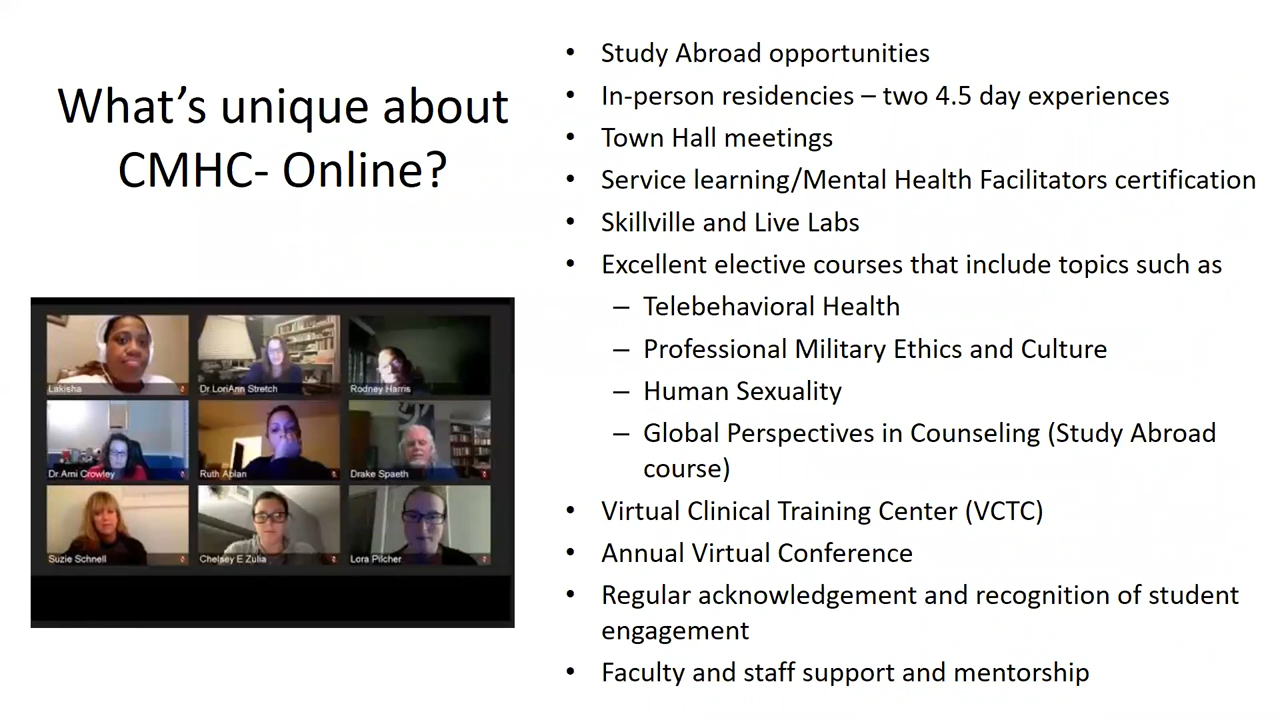 What's unique about
CMHC- Online?
• Study Abroad opportunities
• In-person residencies – two 4.5 day experiences
• Town Hall meetings
• Service learning/Mental Health Facilitators certification
• Skillville and Live Labs
• Excellent elective courses that include topics such as
– Telebehavioral Health
– Professional Military Ethics and Culture
– Human Sexuality
– Global Perspectives in Counseling (Study Abroad
course)
• Virtual Clinical Training Center (VCTC)
• Annual Virtual Conference
• Regular acknowledgement and recognition of student
engagement
• Faculty and staff support and mentorship
Lakisha
Dr.LoriAnn Stretch
Rodney Harris
Dr.Ami Crowley
Ruth Ablan
Drake Spaeth
Suzie Schnell
Chelsey E Zulia
Lora Pilcher